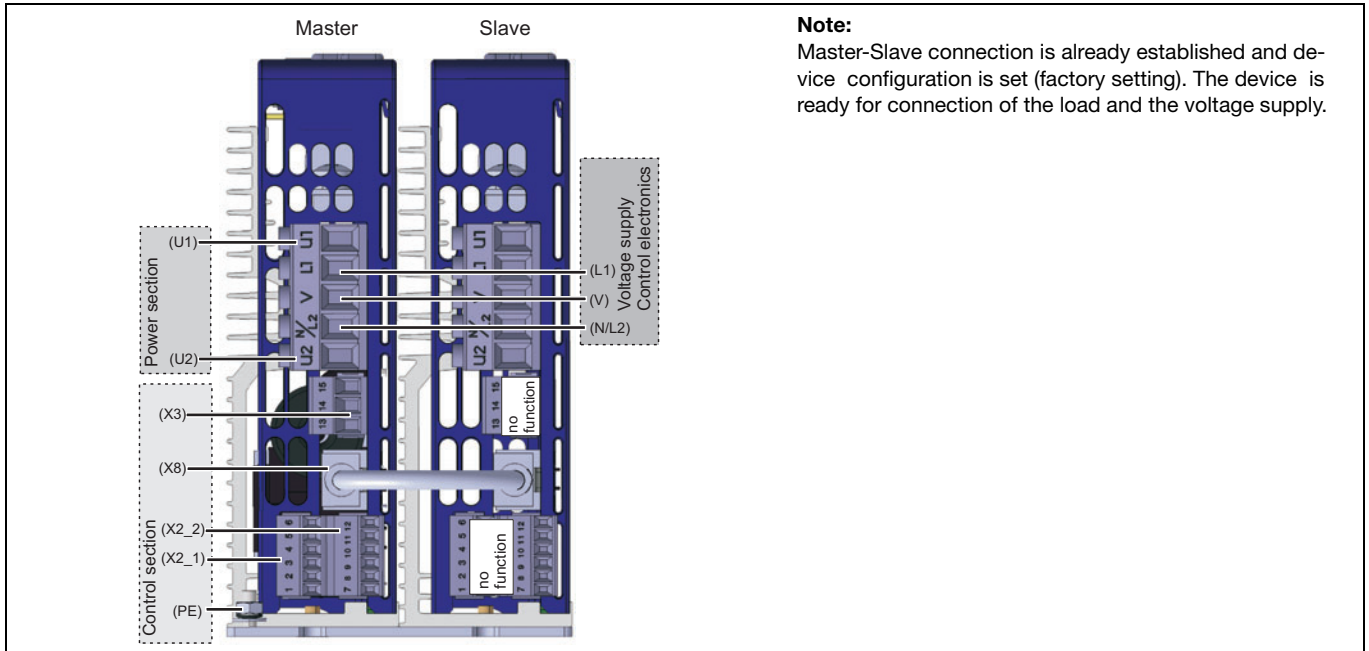 Master
Slave
Note:
Master-Slave connection is already established and de-
vice configuration is set (factory setting). The device is
ready for connection of the load and the voltage supply.
Power section
(U1)
(U2)
Control section
(X3)
(X8)
(X2_2)
(X2_1)
(PE)
U1
L1
V
N/L2
U2
13 14 15
1 2 3 4 5 6
7 8 9 10 11 12
U1
L1
V
N/L2
U2
13 14 15
no
function
1 2 3 4 5 6
no
function
7 8 9 10 11 12
(L1)
(V)
(N/L2)
Voltage supply
Control electronics